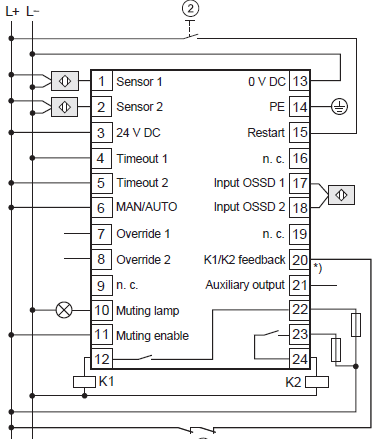 L+ L−
2
1 Sensor 1 0 V DC 13
2 Sensor 2 PE 14
3 24 V DC Restart 15
4 Timeout 1 n. c. 16
5 Timeout 2 Input OSSD 1 17
6 MAN/AUTO Input OSSD 2 18
7 Override 1 n. c. 19
8 Override 2 K1/K2 feedback 20
*)
9 n. c. Auxiliary output 21
10 Muting lamp 22
11 Muting enable 23
12 24
K1 K2